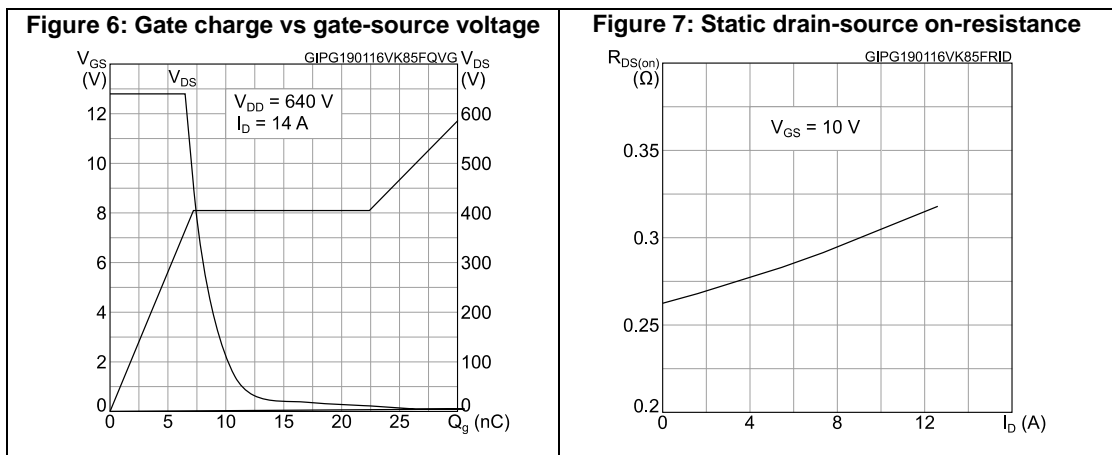 Figure 6: Gate charge vs gate-source voltage
V_GS (V)
GIPG190116VK85FQVG
V_DS (V)
V_DS
V_DD = 640 V
I_D = 14 A
12
10
8
6
4
2
0
600
500
400
300
200
100
0
0 5 10 15 20 25 Q_g (nC)
Figure 7: Static drain-source on-resistance
R_DS(on) (Ω)
GIPG190116VK85FRID
V_GS = 10 V
0.35
0.3
0.25
0.2
0 4 8 12 I_D (A)